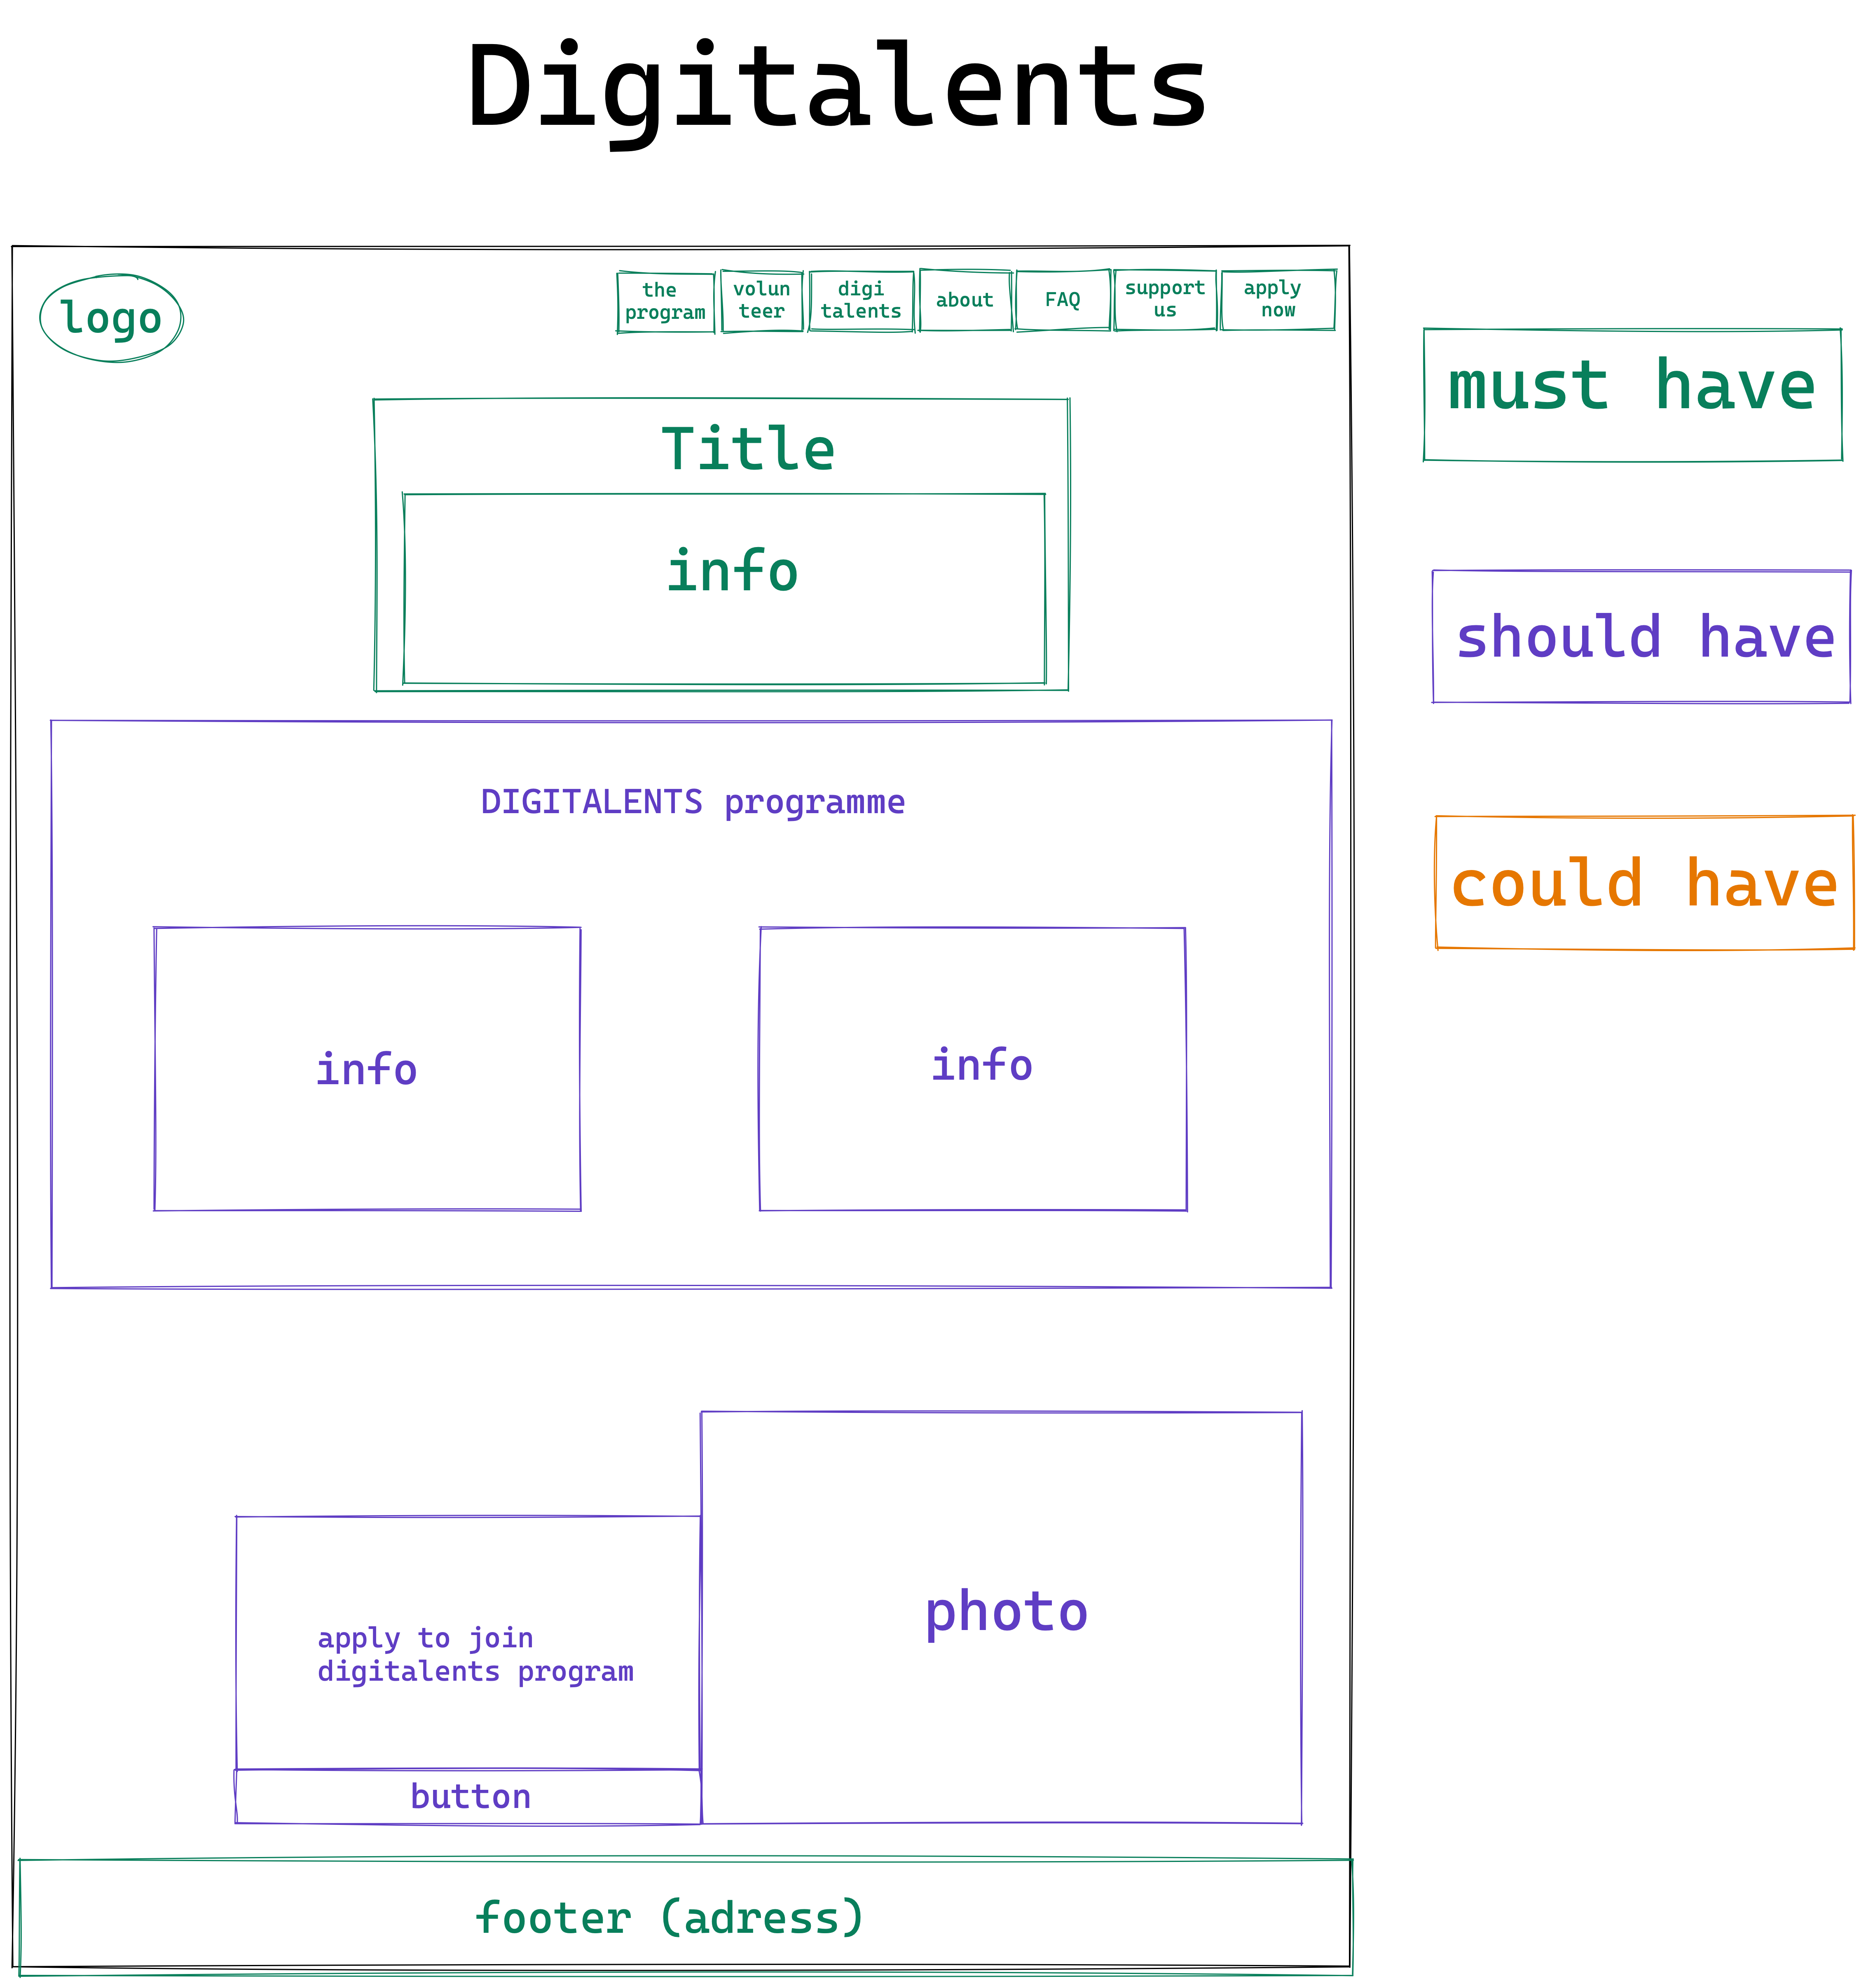 Digitalents
logo
the
program
volun
teer
digi
talents
about
FAQ
support
us
apply
now
must have
Title
info
should have
DIGITALENTS programme
could have
info
info
photo
apply to join
digitalents program
button
footer (adress)